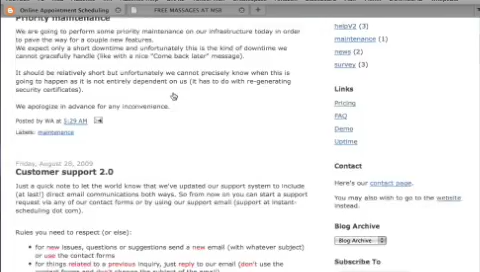 Online Appointment Scheduling
FREE MASSAGES AT MSB
Priority maintenance
We are going to perform some priority maintenance on our infrastructure today in order
to pave the way for a couple new features.
We expect only a short downtime and unfortunately this is the kind of downtime we
cannot gracefully handle (like with a nice "Come back later" message).
It should be relatively short but unfortunately we cannot precisely know when this is
going to happen as it is not entirely dependent on us (it has to do with re-generating
security certificates).
We apologize in advance for any inconvenience.
Posted by WA at 1:29 AM
Labels: maintenance
Friday, August 28, 2009
Customer support 2.0
Just a quick note to let the world know that we've updated our support system to include
(at last!) direct email communications both ways. So from now on you can start a support
request via any of our contact forms or by using our support email (support at instant-
scheduling dot com).
Rules you need to respect (or else):
for new issues, questions or suggestions send a new email (with whatever subject)
or use the contact forms
for things related to a previous inquiry, just reply to our email (don't use the
contact forms and don't change the subject of the email)
helpV2 (3)
maintenance (1)
news (2)
survey (3)
Links
Pricing
FAQ
Demo
Uptime
Contact
Here's our contact page.
You may also wish to go to the website
instead.
Blog Archive
Blog Archive
Subscribe To